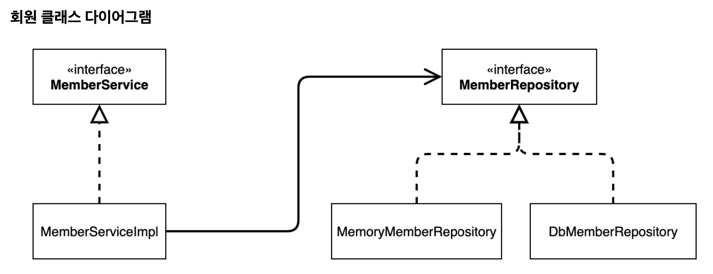 회원 클래스 다이어그램
«interface»
MemberService
«interface»
MemberRepository
MemberServiceImpl
MemoryMemberRepository
DbMemberRepository